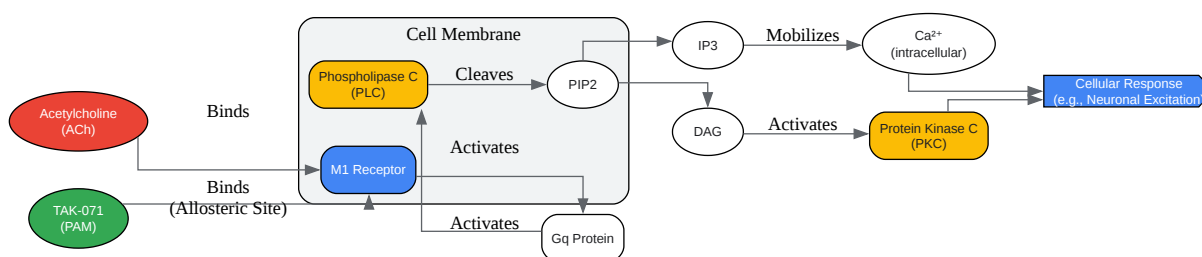 Cell Membrane
Acetylcholine
(ACh)
Binds
TAK-071
(PAM)
Binds
(Allosteric Site)
Phospholipase C
(PLC)
Cleaves
PIP2
M1 Receptor
Activates
Activates
Gq Protein
IP3
Mobilizes
Ca²⁺
(intracellular)
DAG
Activates
Protein Kinase C
(PKC)
Cellular Response
(e.g., Neuronal Excitation)